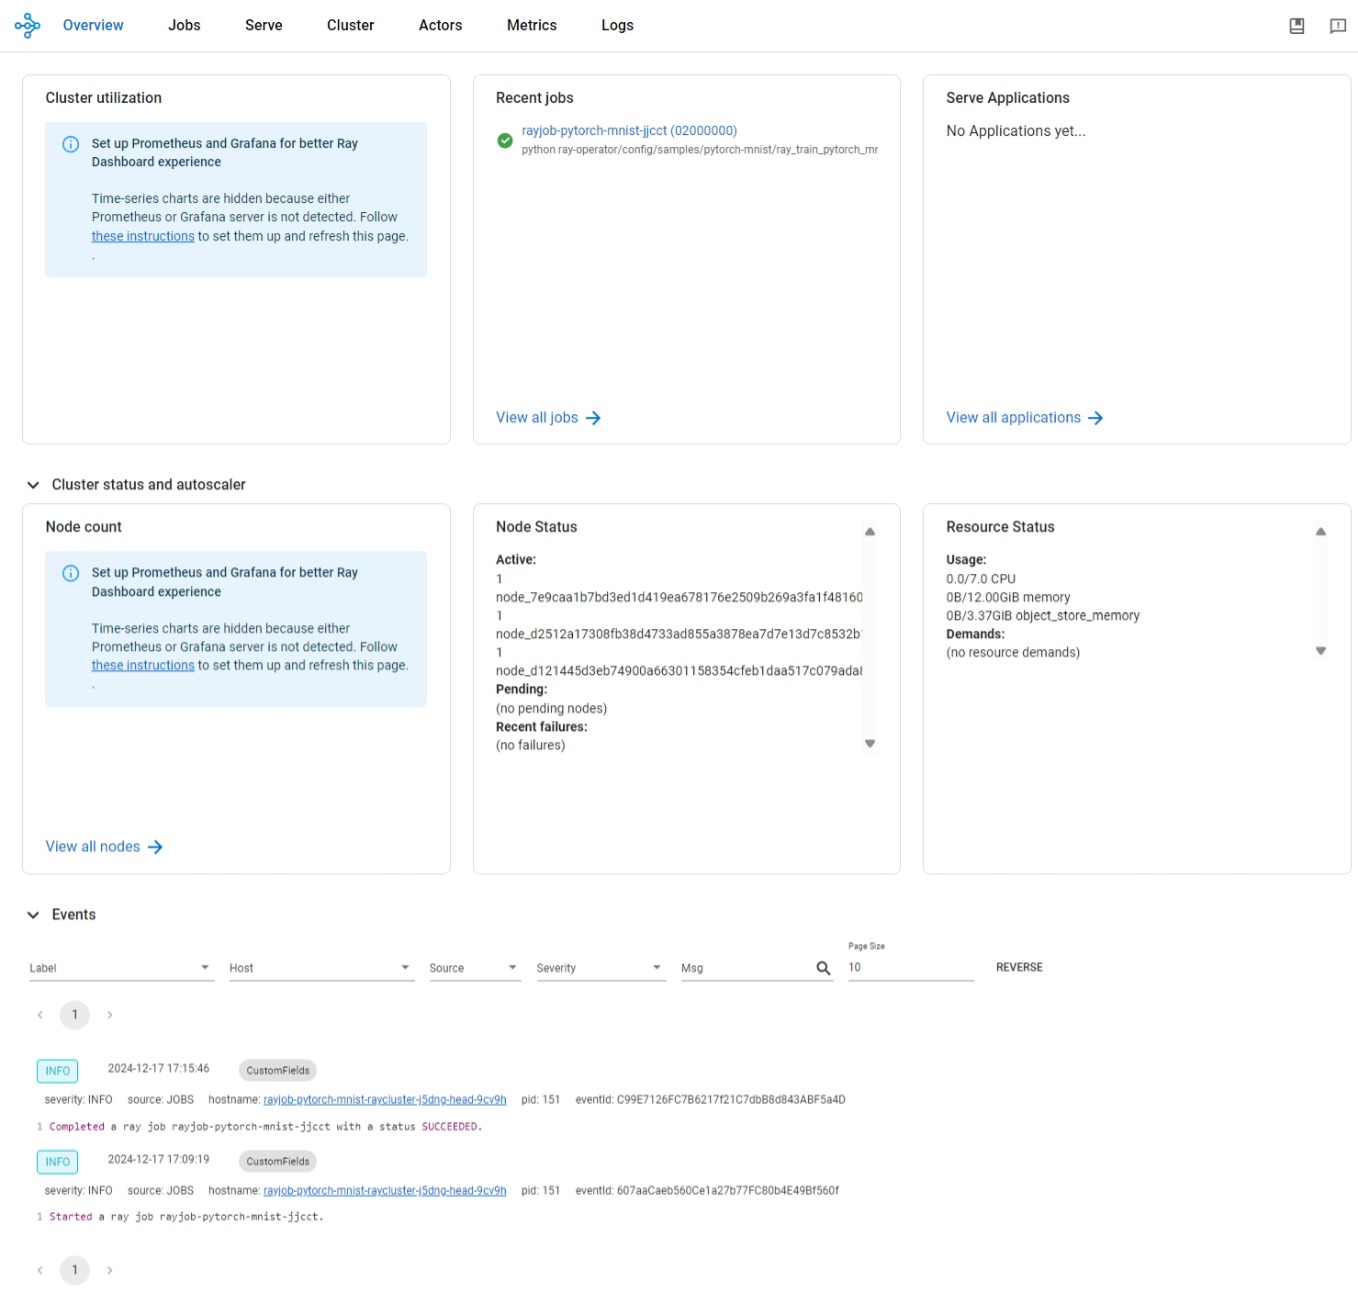 Overview Jobs Serve Cluster Actors Metrics Logs
Cluster utilization
Set up Prometheus and Grafana for better Ray
Dashboard experience
Time-series charts are hidden because either
Prometheus or Grafana server is not detected. Follow
these instructions to set them up and refresh this page.
.
Recent jobs
rayjob-pytorch-mnist-jjcct (02000000)
python ray-operator/config/samples/pytorch-mnist/ray_train_pytorch_mr
View all jobs
Serve Applications
No Applications yet...
View all applications
Cluster status and autoscaler
Node count
Set up Prometheus and Grafana for better Ray
Dashboard experience
Time-series charts are hidden because either
Prometheus or Grafana server is not detected. Follow
these instructions to set them up and refresh this page.
.
View all nodes
Node Status
Active:
1
node_7e9caa1b7bd3ed1d419ea678176e2509b269a3fa1f48160
1
node_d2512a17308fb38d4733ad855a3878ea7d7e13d7c8532b
1
node_d121445d3eb74900a66301158354cfeb1daa517c079ada
Pending:
(no pending nodes)
Recent failures:
(no failures)
Resource Status
Usage:
0.0/7.0 CPU
0B/12.00GiB memory
0B/3.37GiB object_store_memory
Demands:
(no resource demands)
Events
Page Size
Label Host Source Severity Msg 10 REVERSE
1
INFO 2024-12-17 17:15:46 CustomFields
severity: INFO source: JOBS hostname: rayjob-pytorch-mnist-raycluster-j5dng-head-9cv9h pid: 151 eventId: C99E7126FC7B6217f21C7dbB8d843ABF5a4D
1 Completed a ray job rayjob-pytorch-mnist-jjcct with a status SUCCEEDED.
INFO 2024-12-17 17:09:19 CustomFields
severity: INFO source: JOBS hostname: rayjob-pytorch-mnist-raycluster-j5dng-head-9cv9h pid: 151 eventId: 607aaCaeb560Ce1a27b77FC80b4E49Bf560f
1 Started a ray job rayjob-pytorch-mnist-jjcct.
1